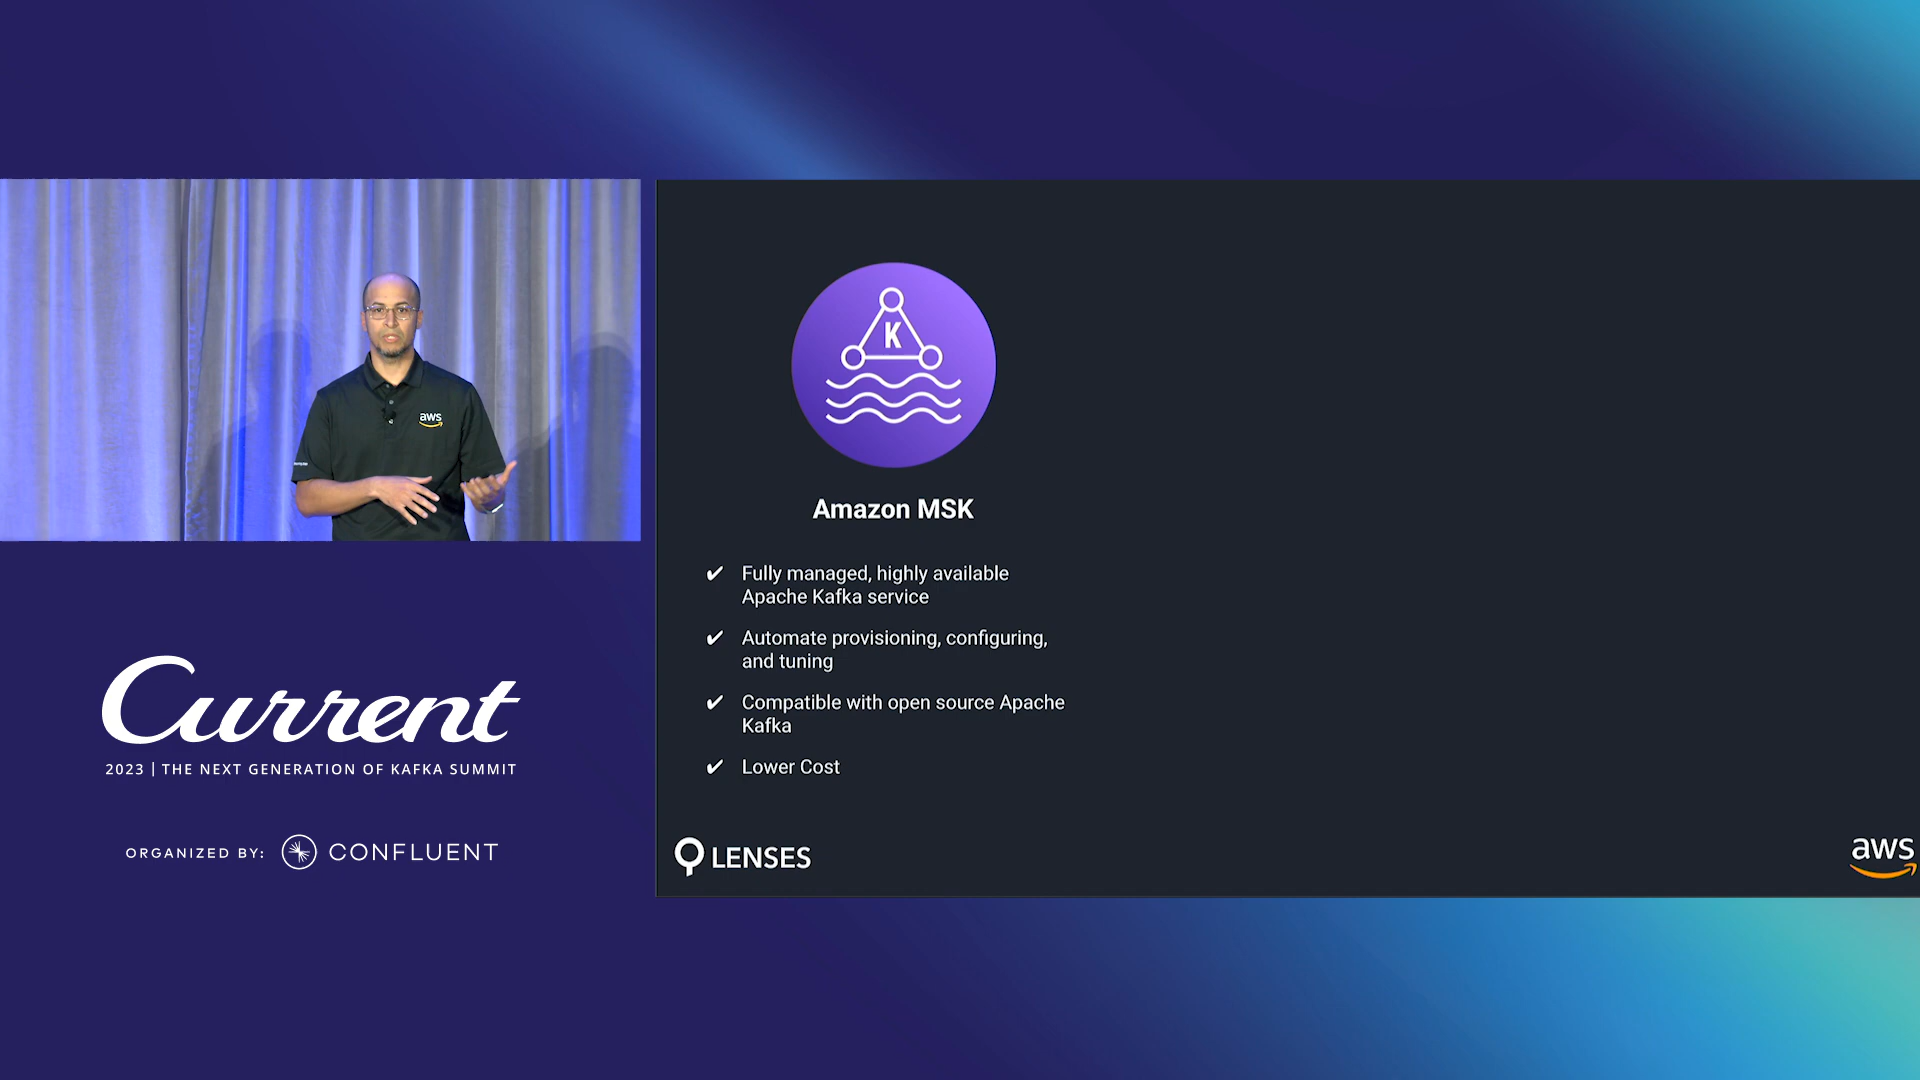 aws
Current
2023 | THE NEXT GENERATION OF KAFKA SUMMIT
ORGANIZED BY: CONFLUENT
K
Amazon MSK
✔ Fully managed, highly available
Apache Kafka service
✔ Automate provisioning, configuring,
and tuning
✔ Compatible with open source Apache
Kafka
✔ Lower Cost
LENSES
aws